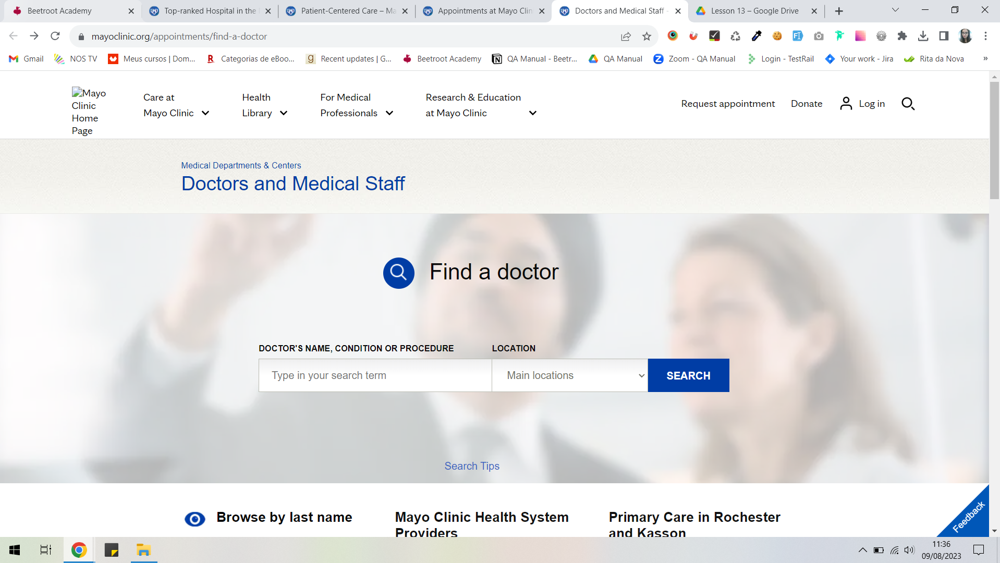 Beetroot Academy
Top-ranked Hospital in the
Patient-Centered Care – Ma
Appointments at Mayo Clin
Doctors and Medical Staff -
Lesson 13 – Google Drive
mayoclinic.org/appointments/find-a-doctor
Gmail
NOS TV
Meus cursos | Dom...
Categorias de eBoo...
Recent updates | G...
Beetroot Academy
QA Manual - Beetr...
QA Manual
Zoom - QA Manual
Login - TestRail
Your work - Jira
Rita da Nova
»
Mayo
Clinic
Home
Page
Care at
Mayo Clinic
Health
Library
For Medical
Professionals
Research & Education
at Mayo Clinic
Request appointment
Donate
Log in
Medical Departments & Centers
Doctors and Medical Staff
Find a doctor
DOCTOR'S NAME, CONDITION OR PROCEDURE
LOCATION
Type in your search term
Main locations
SEARCH
Search Tips
Browse by last name
Mayo Clinic Health System
Providers
Primary Care in Rochester
and Kasson
Feedback
11:36
09/08/2023